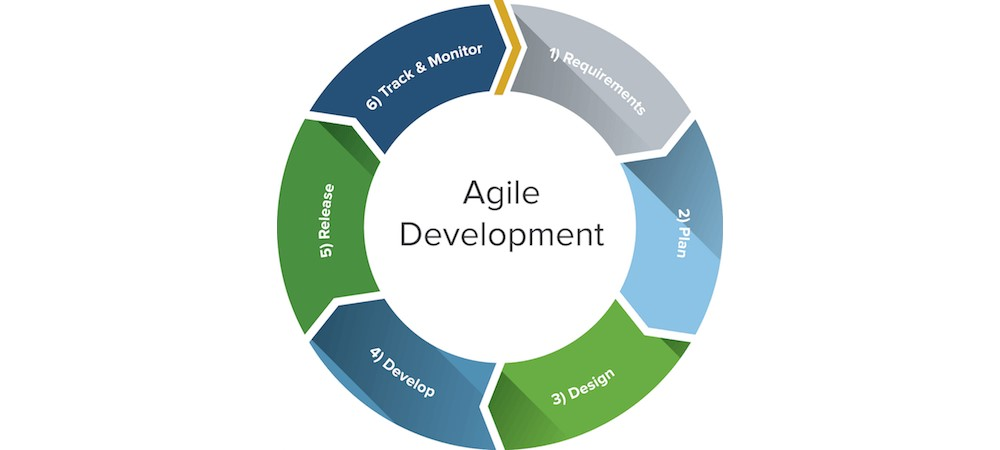 Agile
Development
1) Requirements
2) Plan
3) Design
4) Develop
5) Release
6) Track & Monitor